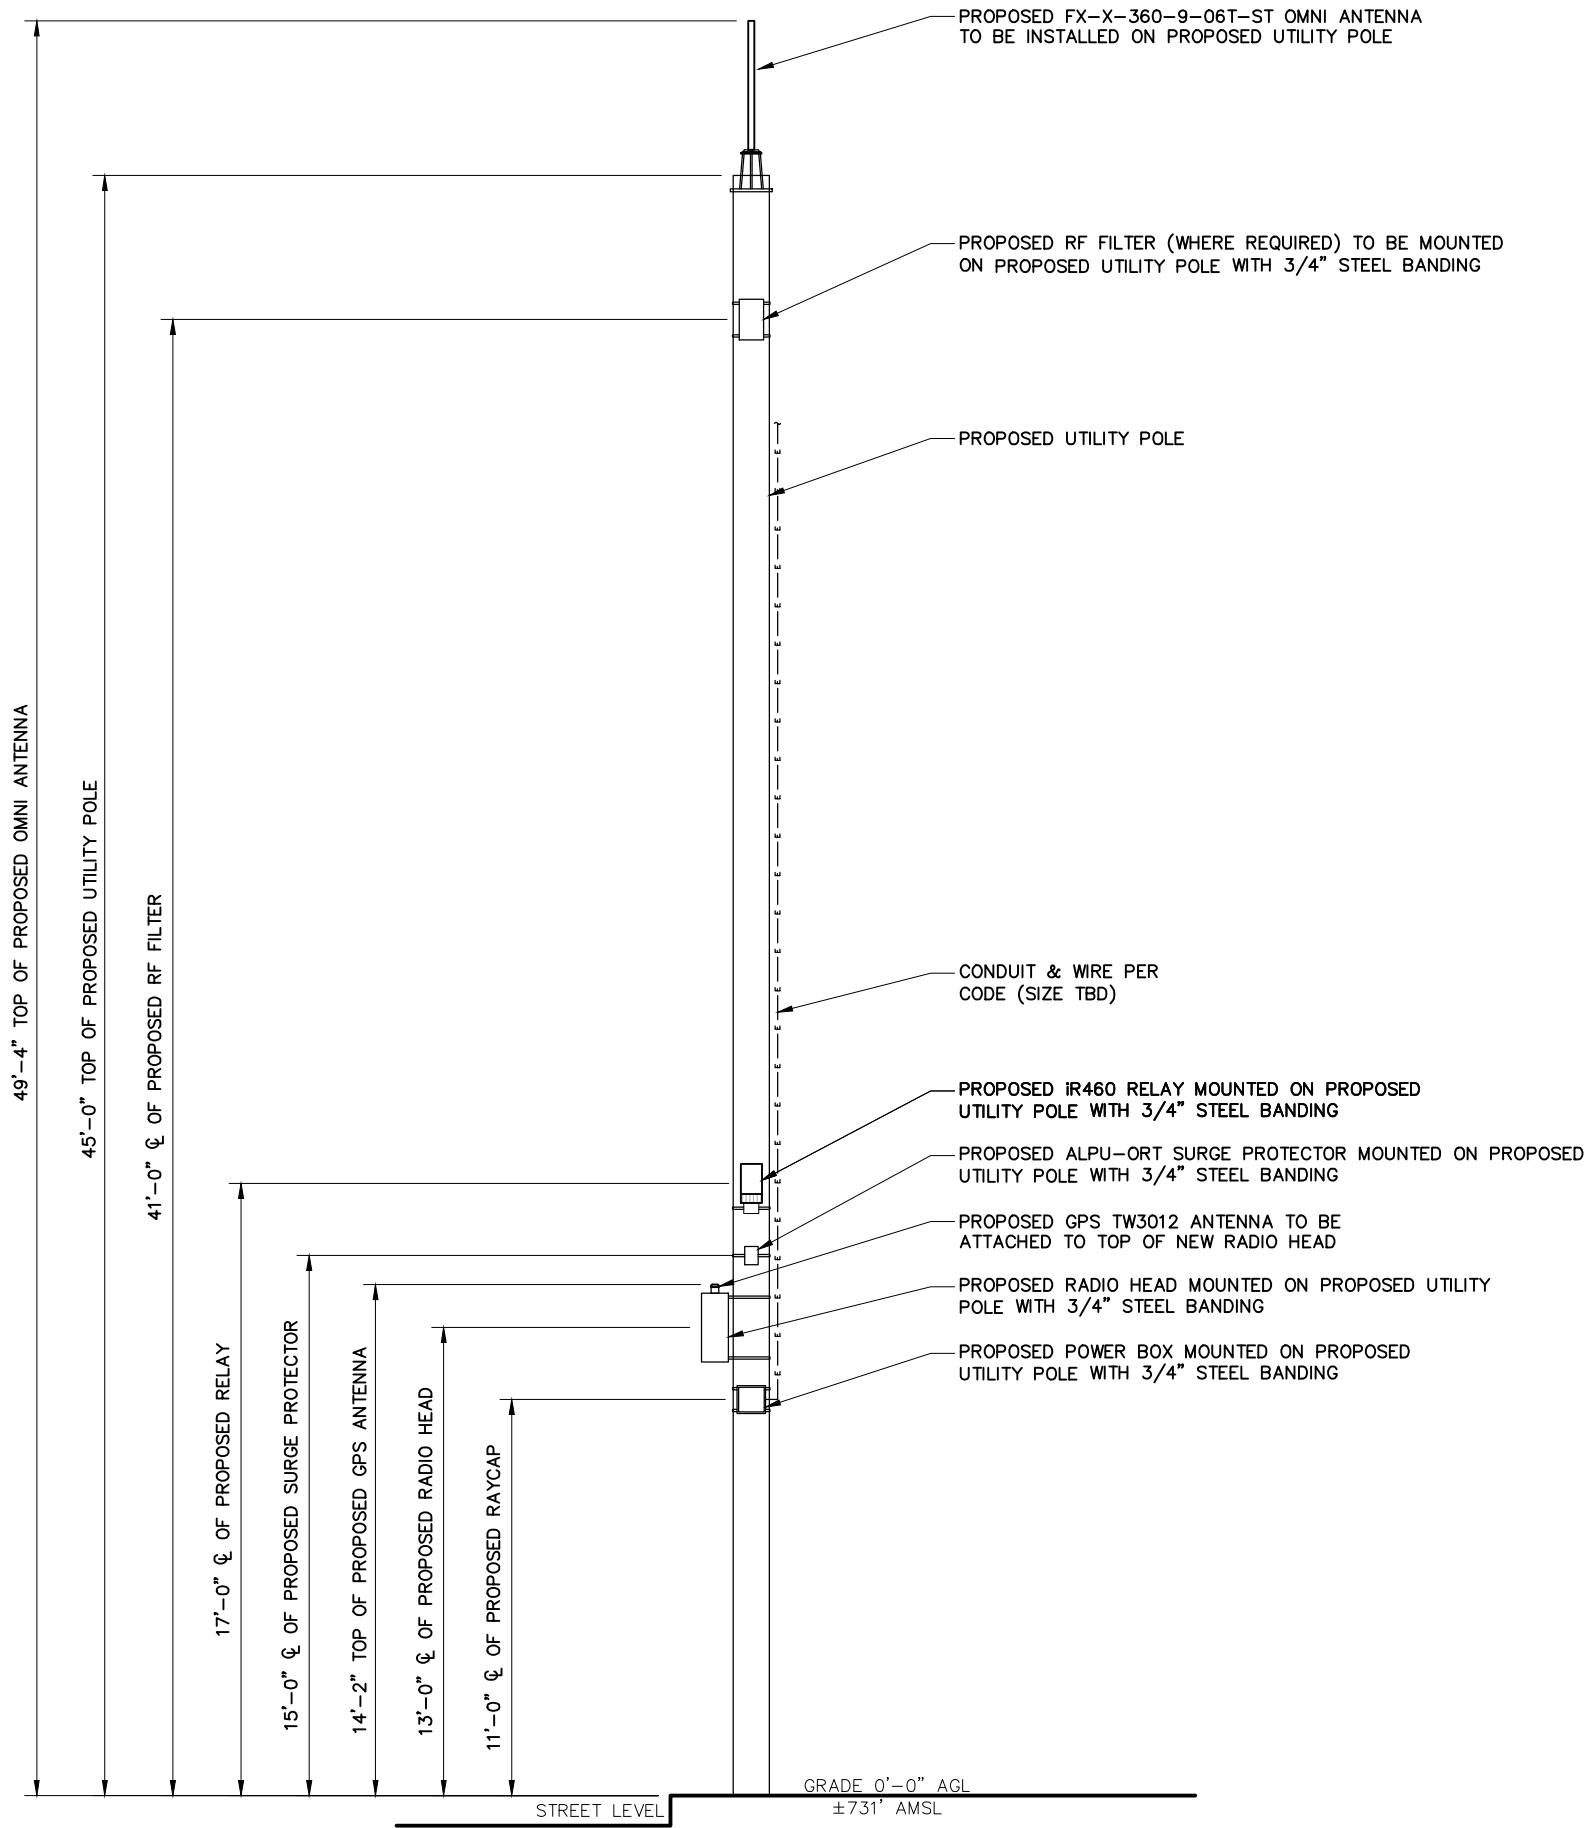 PROPOSED FX-X-360-9-06T-ST OMNI ANTENNA
TO BE INSTALLED ON PROPOSED UTILITY POLE
PROPOSED RF FILTER (WHERE REQUIRED) TO BE MOUNTED
ON PROPOSED UTILITY POLE WITH 3/4" STEEL BANDING
PROPOSED UTILITY POLE
CONDUIT & WIRE PER
CODE (SIZE TBD)
PROPOSED iR460 RELAY MOUNTED ON PROPOSED
UTILITY POLE WITH 3/4" STEEL BANDING
PROPOSED ALPU-ORT SURGE PROTECTOR MOUNTED ON PROPOSED
UTILITY POLE WITH 3/4" STEEL BANDING
PROPOSED GPS TW3012 ANTENNA TO BE
ATTACHED TO TOP OF NEW RADIO HEAD
PROPOSED RADIO HEAD MOUNTED ON PROPOSED UTILITY
POLE WITH 3/4" STEEL BANDING
PROPOSED POWER BOX MOUNTED ON PROPOSED
UTILITY POLE WITH 3/4" STEEL BANDING
49'-4" TOP OF PROPOSED OMNI ANTENNA
45'-0" TOP OF PROPOSED UTILITY POLE
41'-0" ℄ OF PROPOSED RF FILTER
17'-0" ℄ OF PROPOSED RELAY
15'-0" ℄ OF PROPOSED SURGE PROTECTOR
14'-2" TOP OF PROPOSED GPS ANTENNA
13'-0" ℄ OF PROPOSED RADIO HEAD
11'-0" ℄ OF PROPOSED RAYCAP
GRADE 0'-0" AGL
±731' AMSL
STREET LEVEL